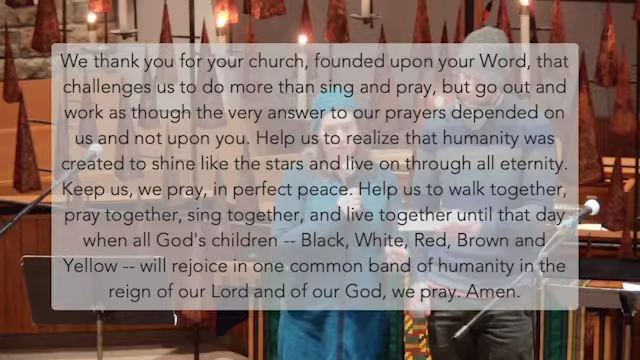 We thank you for your church, founded upon your Word, that
challenges us to do more than sing and pray, but go out and
work as though the very answer to our prayers depended on
us and not upon you. Help us to realize that humanity was
created to shine like the stars and live on through all eternity.
Keep us, we pray, in perfect peace. Help us to walk together,
pray together, sing together, and live together until that day
when all God's children -- Black, White, Red, Brown and
Yellow -- will rejoice in one common band of humanity in the
reign of our Lord and of our God, we pray. Amen.